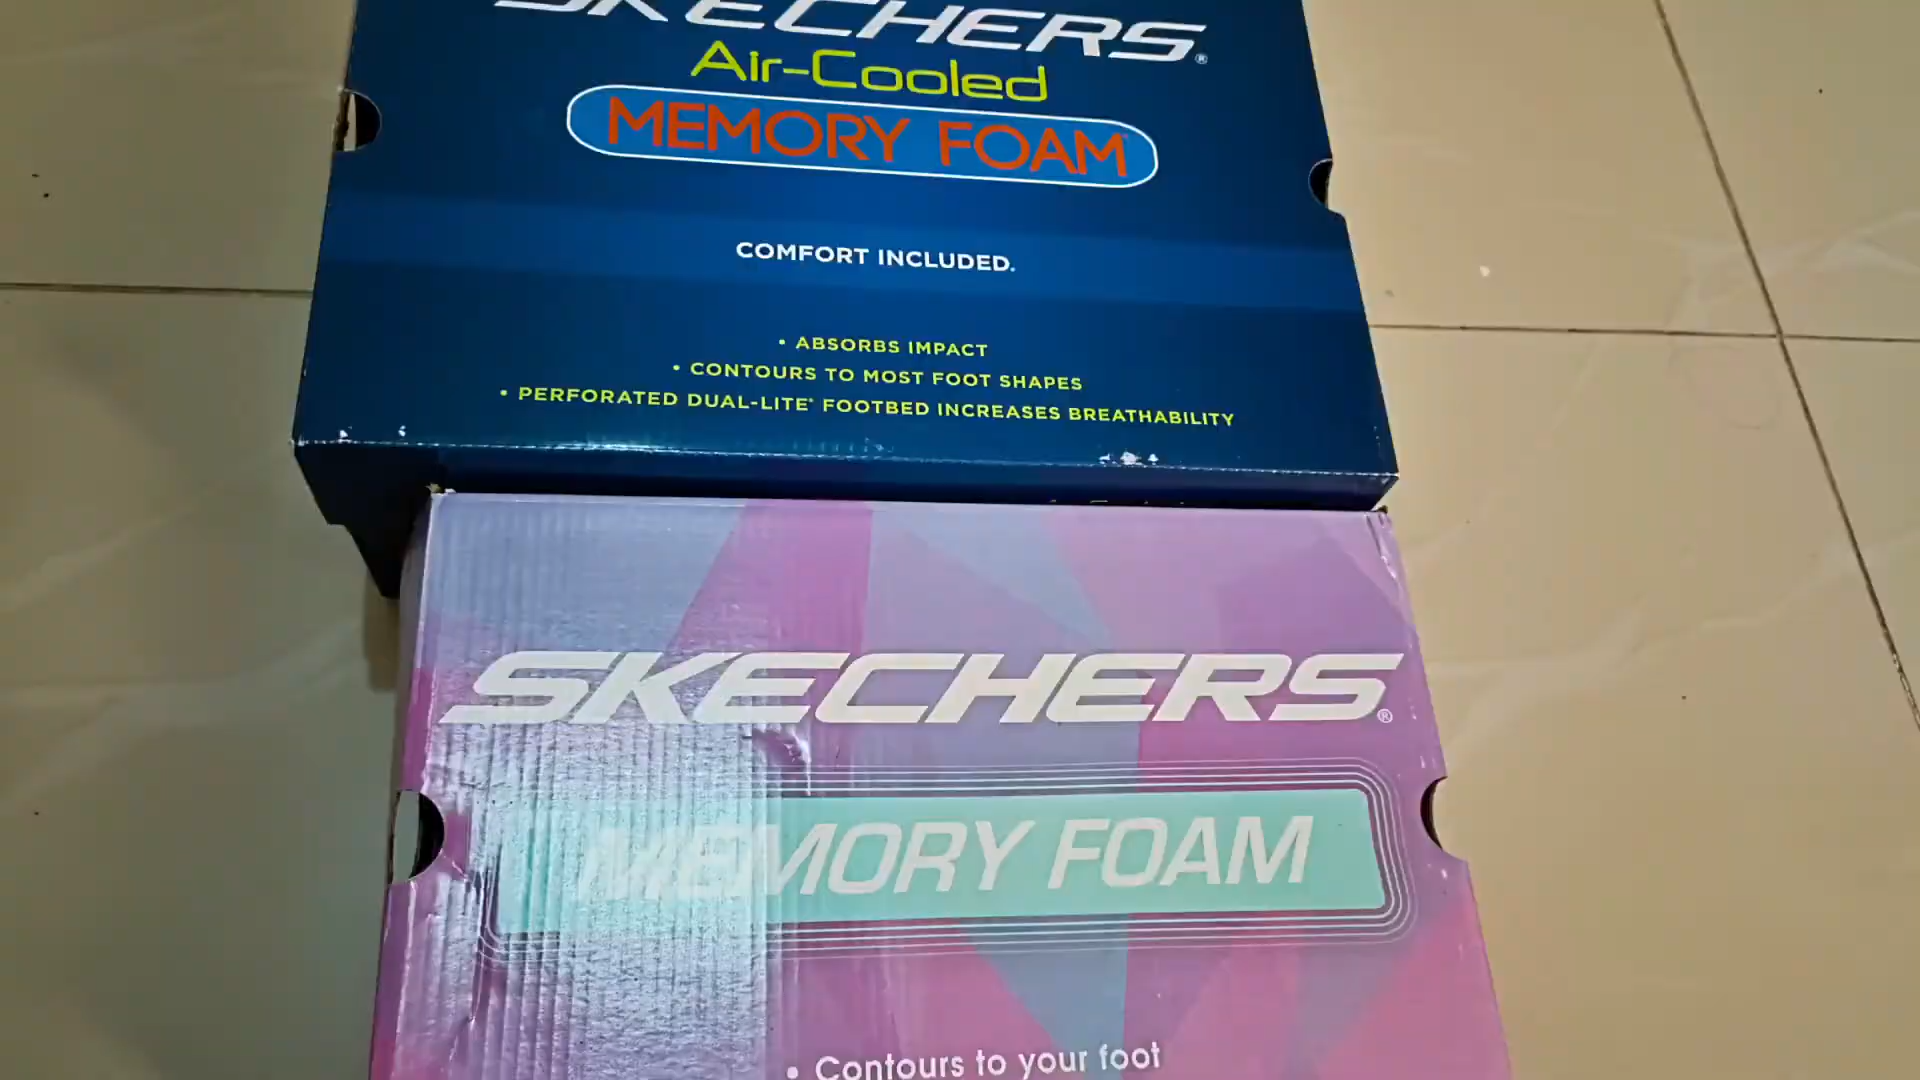 SKECHERS®
Air-Cooled
MEMORY FOAM
COMFORT INCLUDED.
• ABSORBS IMPACT
• CONTOURS TO MOST FOOT SHAPES
• PERFORATED DUAL-LITE® FOOTBED INCREASES BREATHABILITY
SKECHERS®
MEMORY FOAM
• Contours to your foot